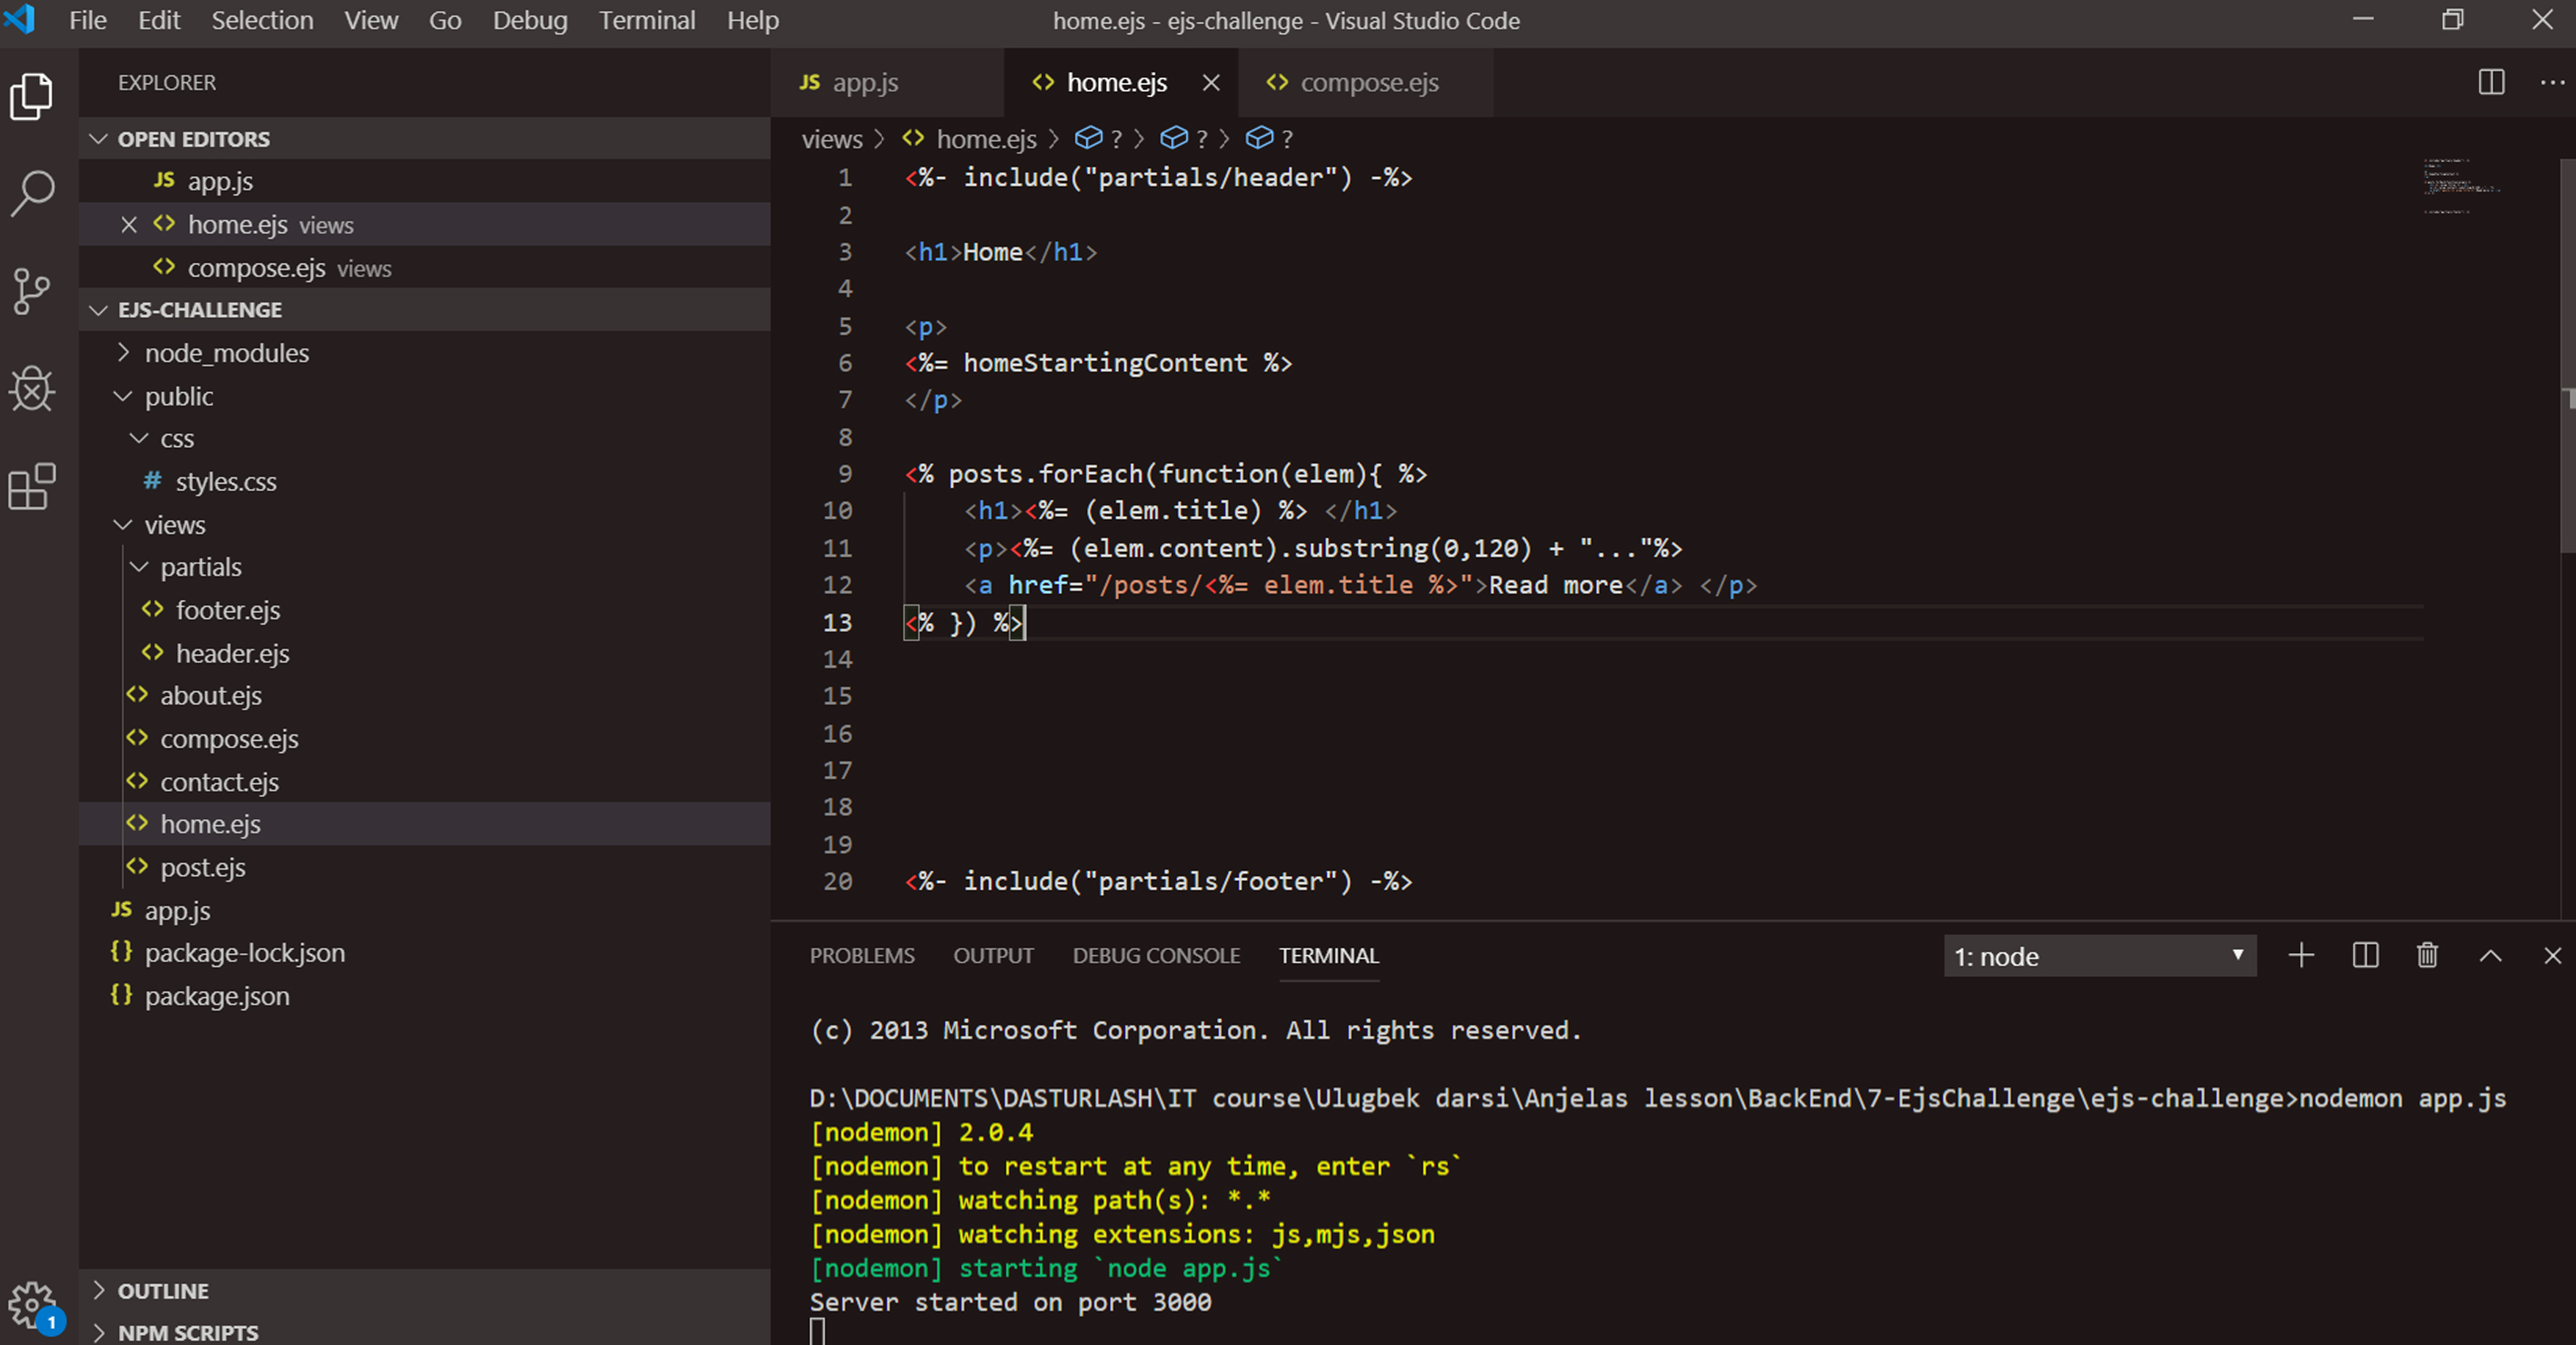 File Edit Selection View Go Debug Terminal Help home.ejs - ejs-challenge - Visual Studio Code
EXPLORER
OPEN EDITORS
JS app.js
home.ejs views
compose.ejs views
EJS-CHALLENGE
node_modules
public
css
# styles.css
views
partials
<> footer.ejs
<> header.ejs
<> about.ejs
<> compose.ejs
<> contact.ejs
<> home.ejs
<> post.ejs
JS app.js
{} package-lock.json
{} package.json
OUTLINE
NPM SCRIPTS
1
JS app.js <> home.ejs <> compose.ejs
views > <> home.ejs > ? > ? > ?
1 <%- include("partials/header") -%>
2
3 <h1>Home</h1>
4
5 <p>
6 <%= homeStartingContent %>
7 </p>
8
9 <% posts.forEach(function(elem){ %>
10 <h1><%= (elem.title) %> </h1>
11 <p><%= (elem.content).substring(0,120) + "..."%>
12 <a href="/posts/<%= elem.title %>">Read more</a> </p>
13 <% }) %>
14
15
16
17
18
19
20 <%- include("partials/footer") -%>
PROBLEMS OUTPUT DEBUG CONSOLE TERMINAL 1: node
(c) 2013 Microsoft Corporation. All rights reserved.
D:\DOCUMENTS\DASTURLASH\IT course\Ulugbek darsi\Anjelas lesson\BackEnd\7-EjsChallenge\ejs-challenge>nodemon app.js
[nodemon] 2.0.4
[nodemon] to restart at any time, enter `rs`
[nodemon] watching path(s): *.*
[nodemon] watching extensions: js,mjs,json
[nodemon] starting `node app.js`
Server started on port 3000